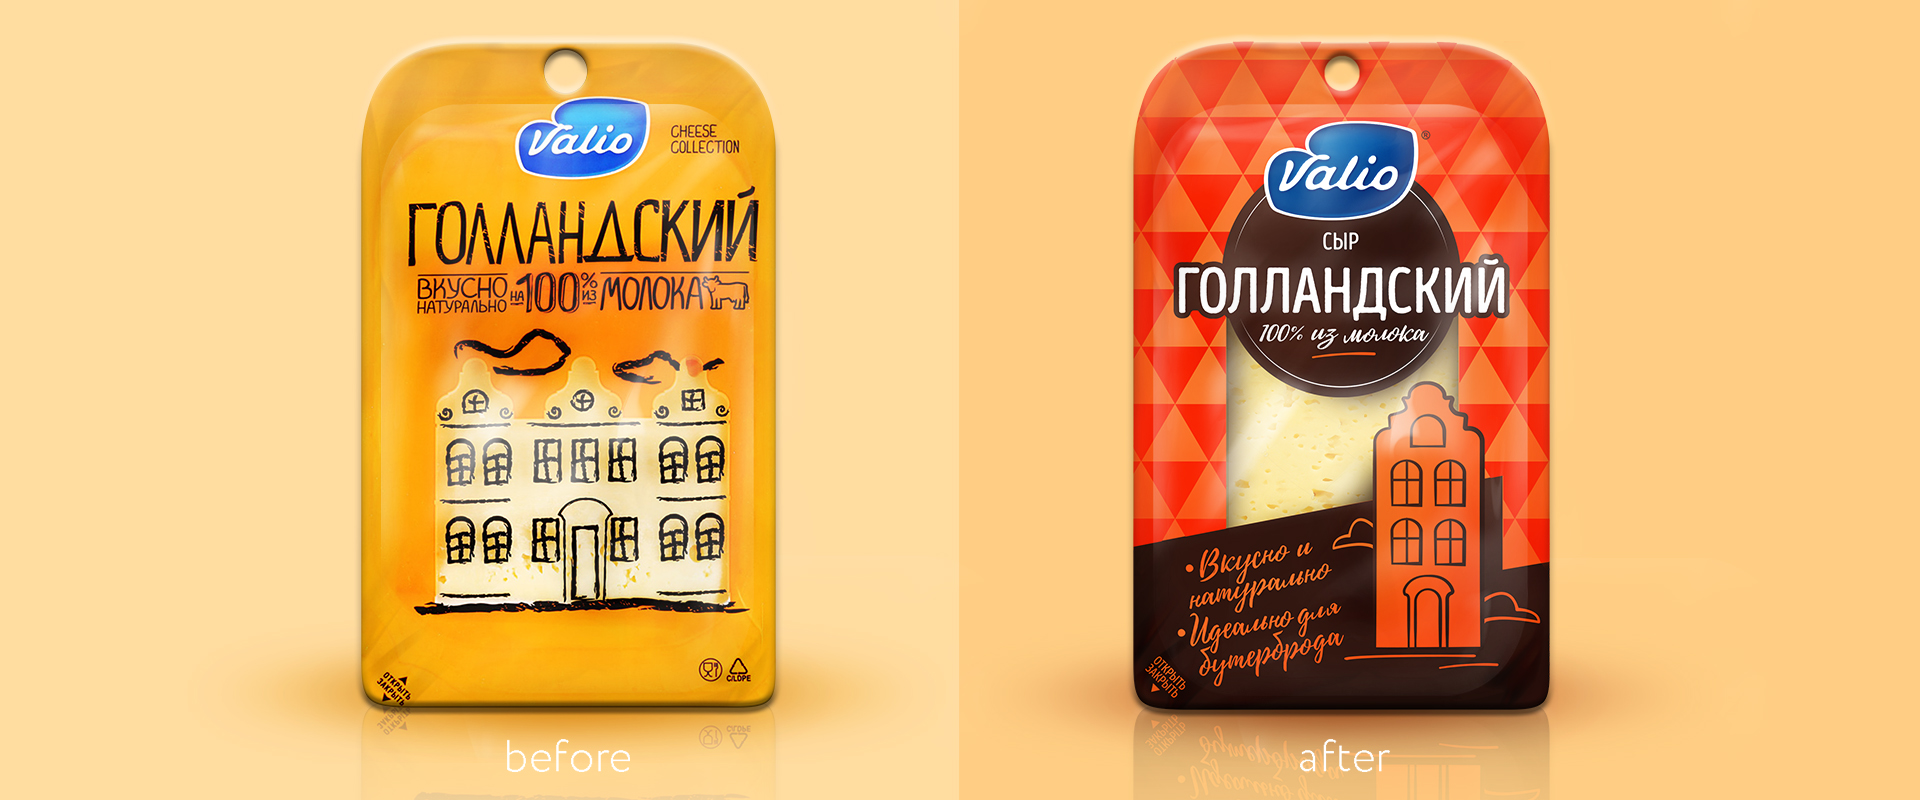 Valio
CHEESE
COLLECTION
ГОЛЛАНДСКИЙ
ВКУСНО НА 100% ИЗ МОЛОКА
НАТУРАЛЬНО
ОТКРЫТЬ
ЗАКРЫТЬ
C/LDPE
before
Valio®
СЫР
ГОЛЛАНДСКИЙ
100% из молока
• Вкусно и
натурально
• Идеально для
бутерброда
ОТКРЫТЬ
ЗАКРЫТЬ
after